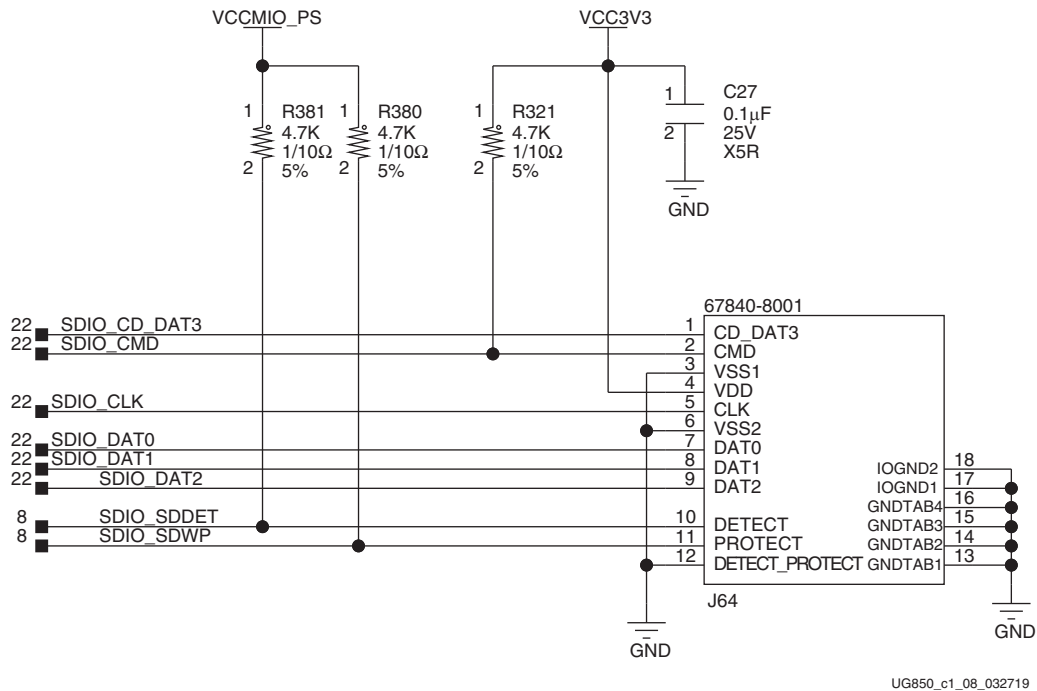 VCCMIO_PS
VCC3V3
1
R381
4.7K
1/10Ω
2
5%
1
R380
4.7K
1/10Ω
2
5%
1
R321
4.7K
1/10Ω
2
5%
1
C27
0.1µF
2
25V
X5R
GND
67840-8001
22 SDIO_CD_DAT3 1 CD_DAT3
22 SDIO_CMD 2 CMD
3 VSS1
4 VDD
22 SDIO_CLK 5 CLK
6 VSS2
22 SDIO_DAT0 7 DAT0
22 SDIO_DAT1 8 DAT1
22 SDIO_DAT2 9 DAT2
8 SDIO_SDDET 10 DETECT
8 SDIO_SDWP 11 PROTECT
12 DETECT_PROTECT
IOGND2 18
IOGND1 17
GNDTAB4 16
GNDTAB3 15
GNDTAB2 14
GNDTAB1 13
J64
GND
GND
UG850_c1_08_032719